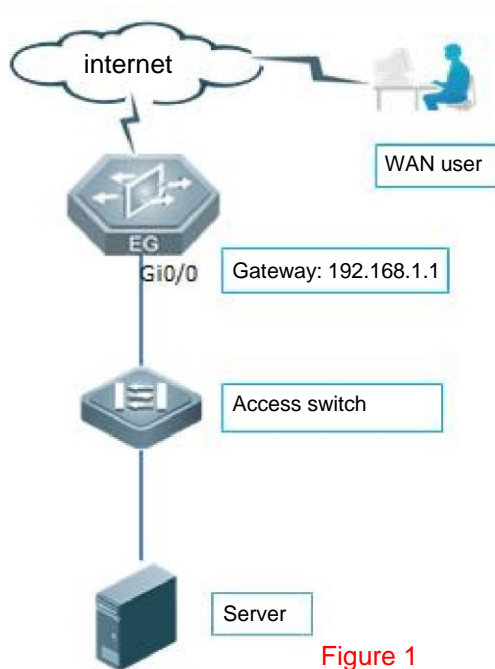 internet
WAN user
EG
Gi0/0
Gateway: 192.168.1.1
Access switch
Server
Figure 1